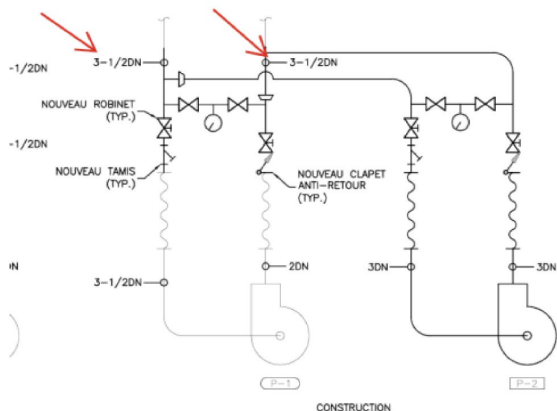 3-1/2DN
3-1/2DN
-1/2DN
NOUVEAU ROBINET
(TYP.)
-1/2DN
NOUVEAU TAMIS
(TYP.)
NOUVEAU CLAPET
ANTI-RETOUR
(TYP.)
2DN
3DN
3DN
3-1/2DN
P-1
P-2
CONSTRUCTION